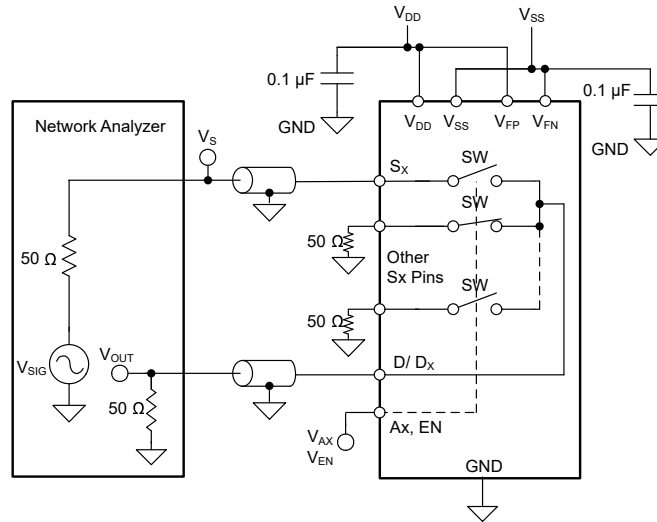 VDD
VSS
0.1 µF
0.1 µF
GND
GND
VDD
VSS
VFP
VFN
Network Analyzer
VS
SX
SW
50 Ω
SW
50 Ω
Other
Sx Pins
SW
50 Ω
VSIG
VOUT
50 Ω
D/ DX
Ax, EN
VAX
VEN
GND